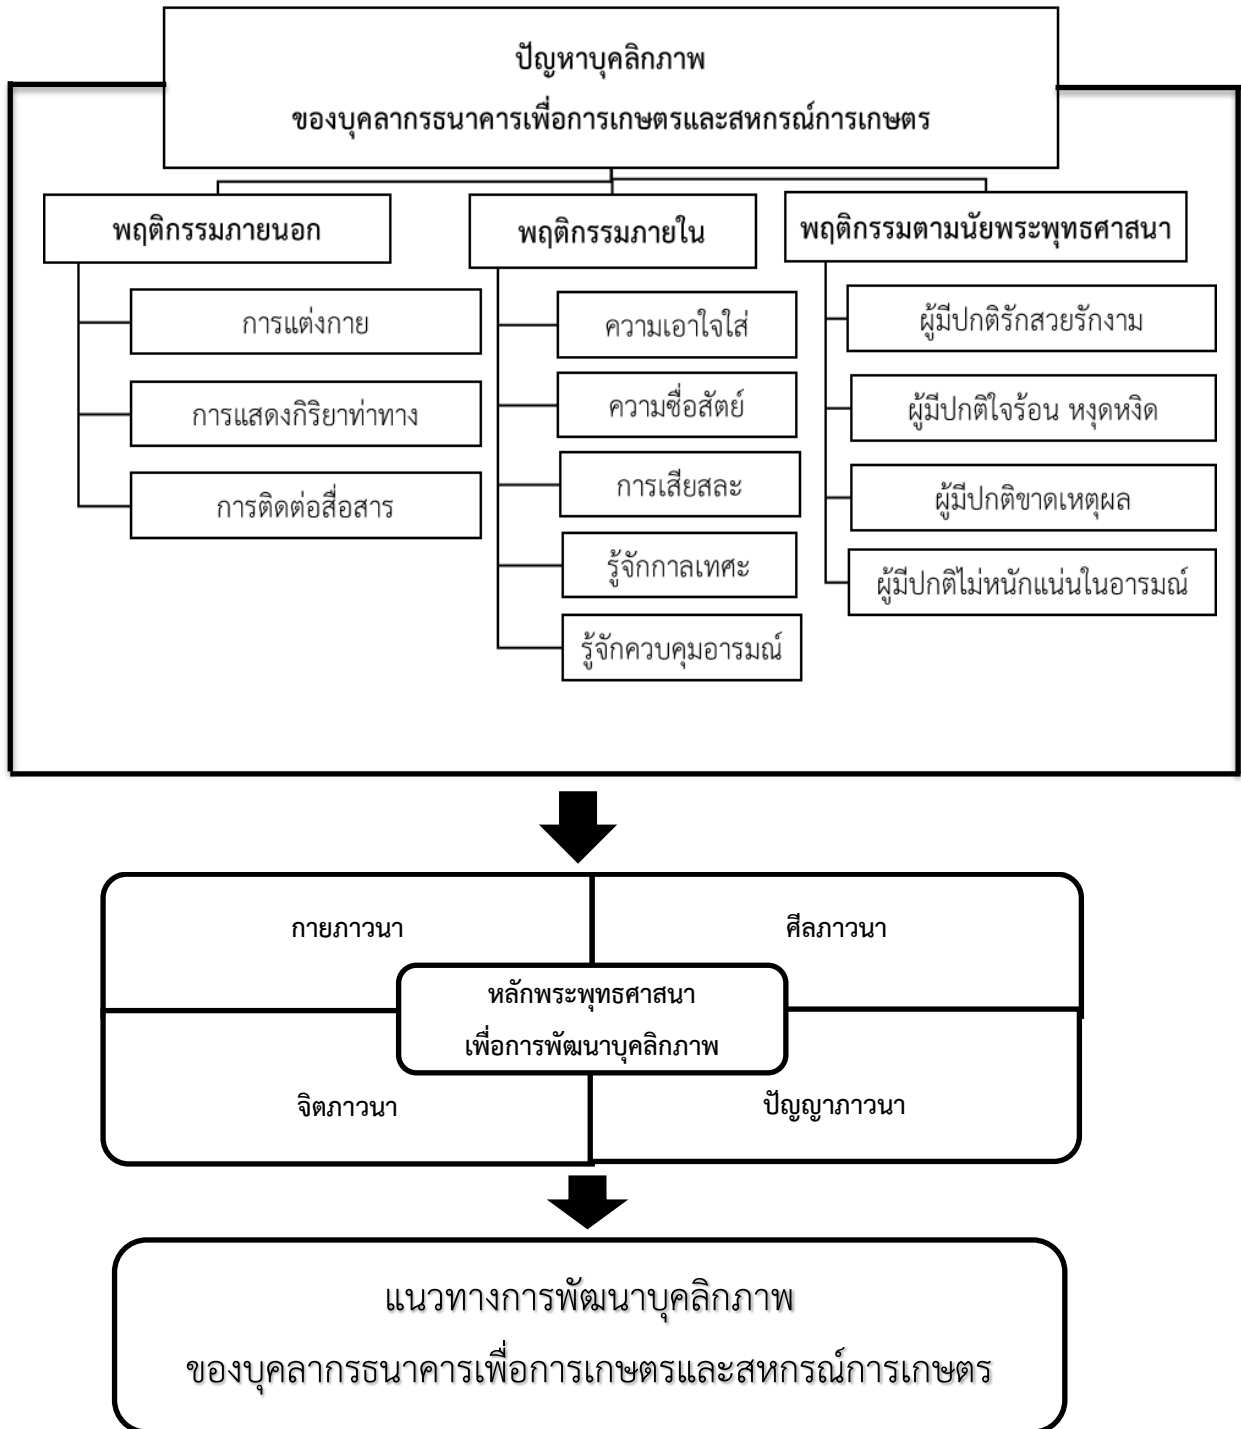 ปัญหาบุคลิกภาพ
ของบุคลากรธนาคารเพื่อการเกษตรและสหกรณ์การเกษตร
พฤติกรรมภายนอก
การแต่งกาย
การแสดงกิริยาท่าทาง
การติดต่อสื่อสาร
พฤติกรรมภายใน
ความเอาใจใส่
ความซื่อสัตย์
การเสียสละ
รู้จักกาลเทศะ
รู้จักควบคุมอารมณ์
พฤติกรรมตามนัยพระพุทธศาสนา
ผู้มีปกติรักสวยรักงาม
ผู้มีปกติใจร้อน หงุดหงิด
ผู้มีปกติขาดเหตุผล
ผู้มีปกติไม่หนักแน่นในอารมณ์
กายภาวนา
ศีลภาวนา
หลักพระพุทธศาสนา
เพื่อการพัฒนาบุคลิกภาพ
จิตภาวนา
ปัญญาภาวนา
แนวทางการพัฒนาบุคลิกภาพ
ของบุคลากรธนาคารเพื่อการเกษตรและสหกรณ์การเกษตร